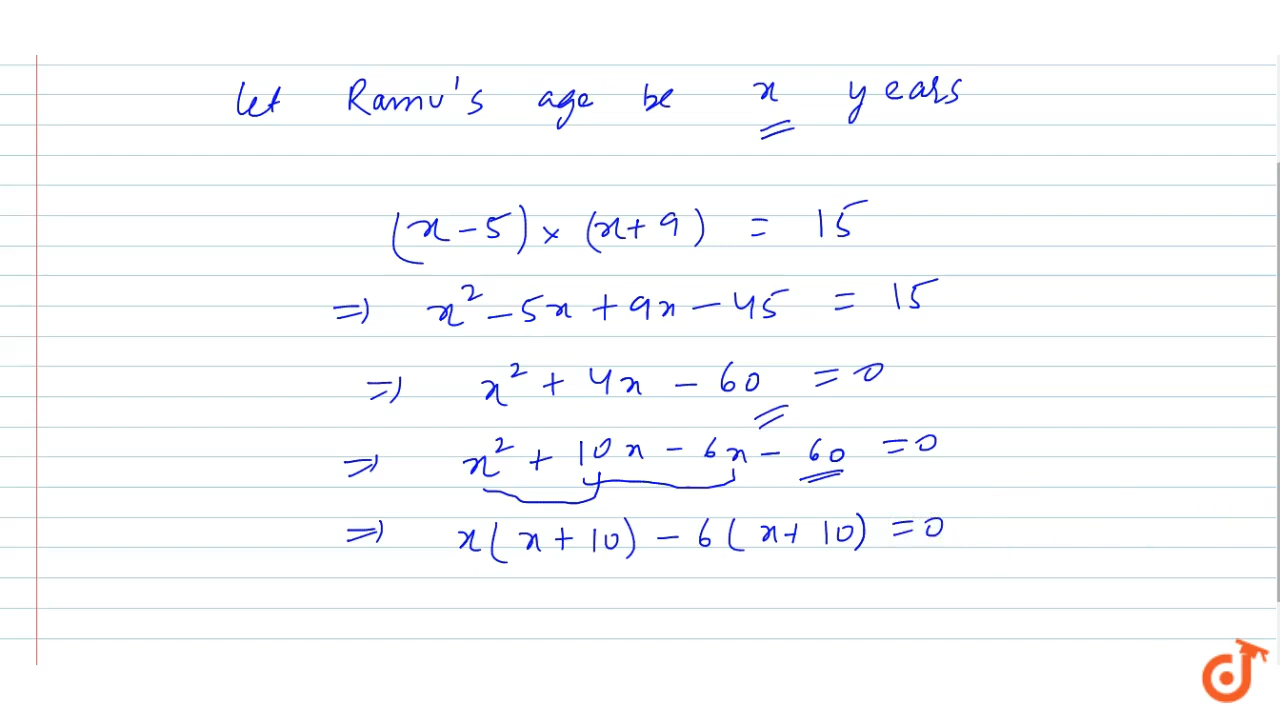 let Ramu's age be x years
(x-5) × (x+9) = 15
=> x² - 5x + 9x - 45 = 15
=> x² + 4x - 60 = 0
=> x² + 10x - 6x - 60 = 0
=> x(x+10) - 6(x+10) = 0